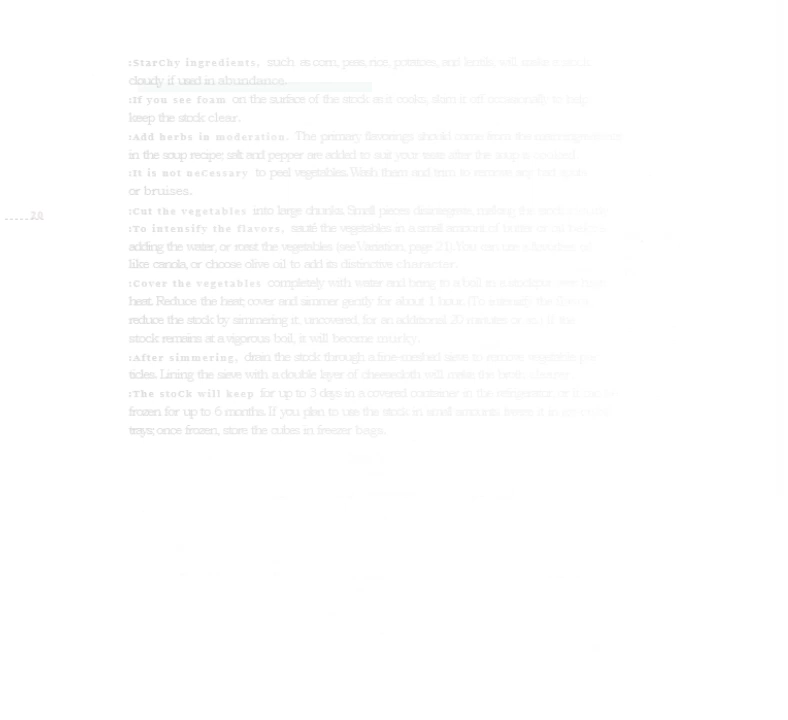 :StarChy ingredients, such as corn, peas, rice, potatoes, and lentils, will make a stock
cloudy if used in abundance.
:If you see foam on the surface of the stock as it cooks, skim it off occasionally to help
keep the stock clear.
:Add herbs in moderation. The primary flavorings should come from the
in the soup recipe; salt and pepper are added to suit your taste after the soup is cooked.
:It is not neCessary to peel vegetables. Wash them and trim to remove any bad spots
or bruises.
20
:Cut the vegetables into large chunks. Small pieces disintegrate, making the stock
:To intensify the flavors, sauté the vegetables in a small amount of butter or oil before
adding the water, or roast the vegetables (see Variation, page 21). You can use a
like canola, or choose olive oil to add its distinctive character.
:Cover the vegetables completely with water and bring to a boil in a stockpot over high
heat. Reduce the heat; cover and simmer gently for about 1 hour. (To intensify the flavor,
reduce the stock by simmering it, uncovered, for an additional 20 minutes or so.) If the
stock remains at a vigorous boil, it will become murky.
:After simmering, drain the stock through a fine-meshed sieve to remove vegetable par-
ticles. Lining the sieve with a double layer of cheesecloth will make the broth clearer.
:The stoCk will keep for up to 3 days in a covered container in the refrigerator, or
frozen for up to 6 months. If you plan to use the stock in small amounts, freeze it in
trays; once frozen, store the cubes in freezer bags.